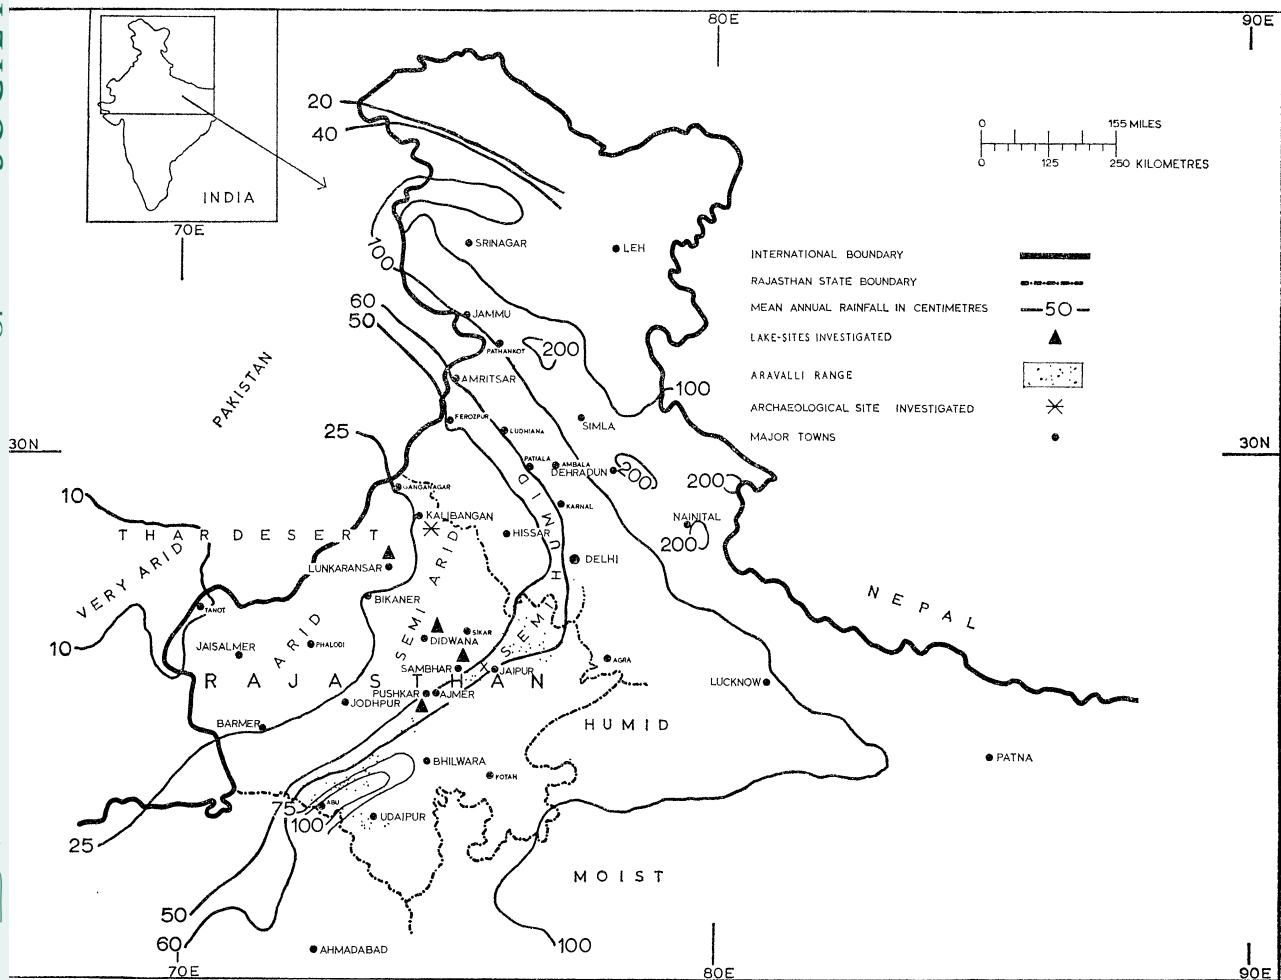 80E
90E
20
40
0 155 MILES
0 125 250 KILOMETRES
INDIA
70E
100
SRINAGAR
LEH
INTERNATIONAL BOUNDARY
RAJASTHAN STATE BOUNDARY
MEAN ANNUAL RAINFALL IN CENTIMETRES 50
LAKE-SITES INVESTIGATED
ARAVALLI RANGE
ARCHAEOLOGICAL SITE INVESTIGATED
MAJOR TOWNS
60
50
JAMMU
PATHANKOT
200
PAKISTAN
AMRITSAR
100
FEROZPUR
LUDHIANA
SIMLA
25
30N
30N
PATIALA
AMBALA
DEHRADUN
200
200
10
GANGANAGAR
KALIBANGAN
KARNAL
NAINITAL
200
THAR DESERT
HISSAR
DELHI
LUNKARANSAR
VERY ARID
BIKANER
SEMI ARID
SEMI HUMID
NEPAL
TANOT
ARID
10
JAISALMER
PHALODI
DIDWANA
SIKAR
SAMBHAR
JAIPUR
AGRA
RAJASTHAN
LUCKNOW
PUSHKAR
AJMER
JODHPUR
BARMER
HUMID
BHILWARA
KOTAH
PATNA
75
ABU
100
UDAIPUR
25
MOIST
50
60
AHMADABAD
100
70E
80E
90E